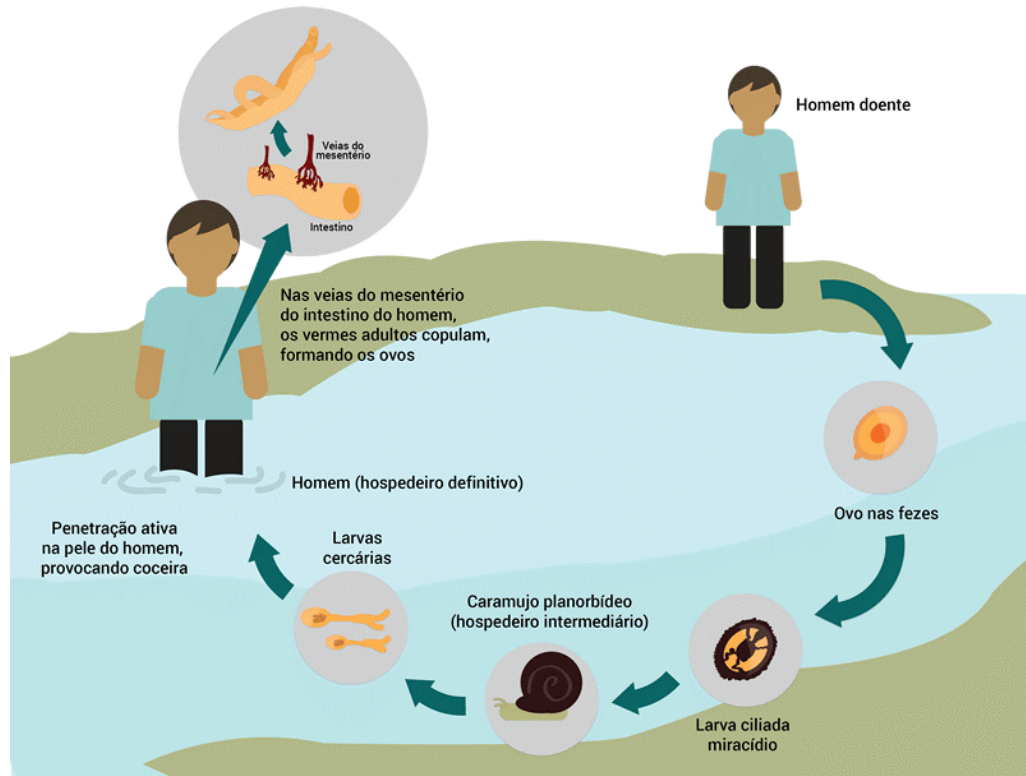 Veias do
mesentério
Intestino
Homem doente
Nas veias do mesentério
do intestino do homem,
os vermes adultos copulam,
formando os ovos
Homem (hospedeiro definitivo)
Ovo nas fezes
Penetração ativa
na pele do homem,
provocando coceira
Larvas
cercárias
Caramujo planorbídeo
(hospedeiro intermediário)
Larva ciliada
miracídio